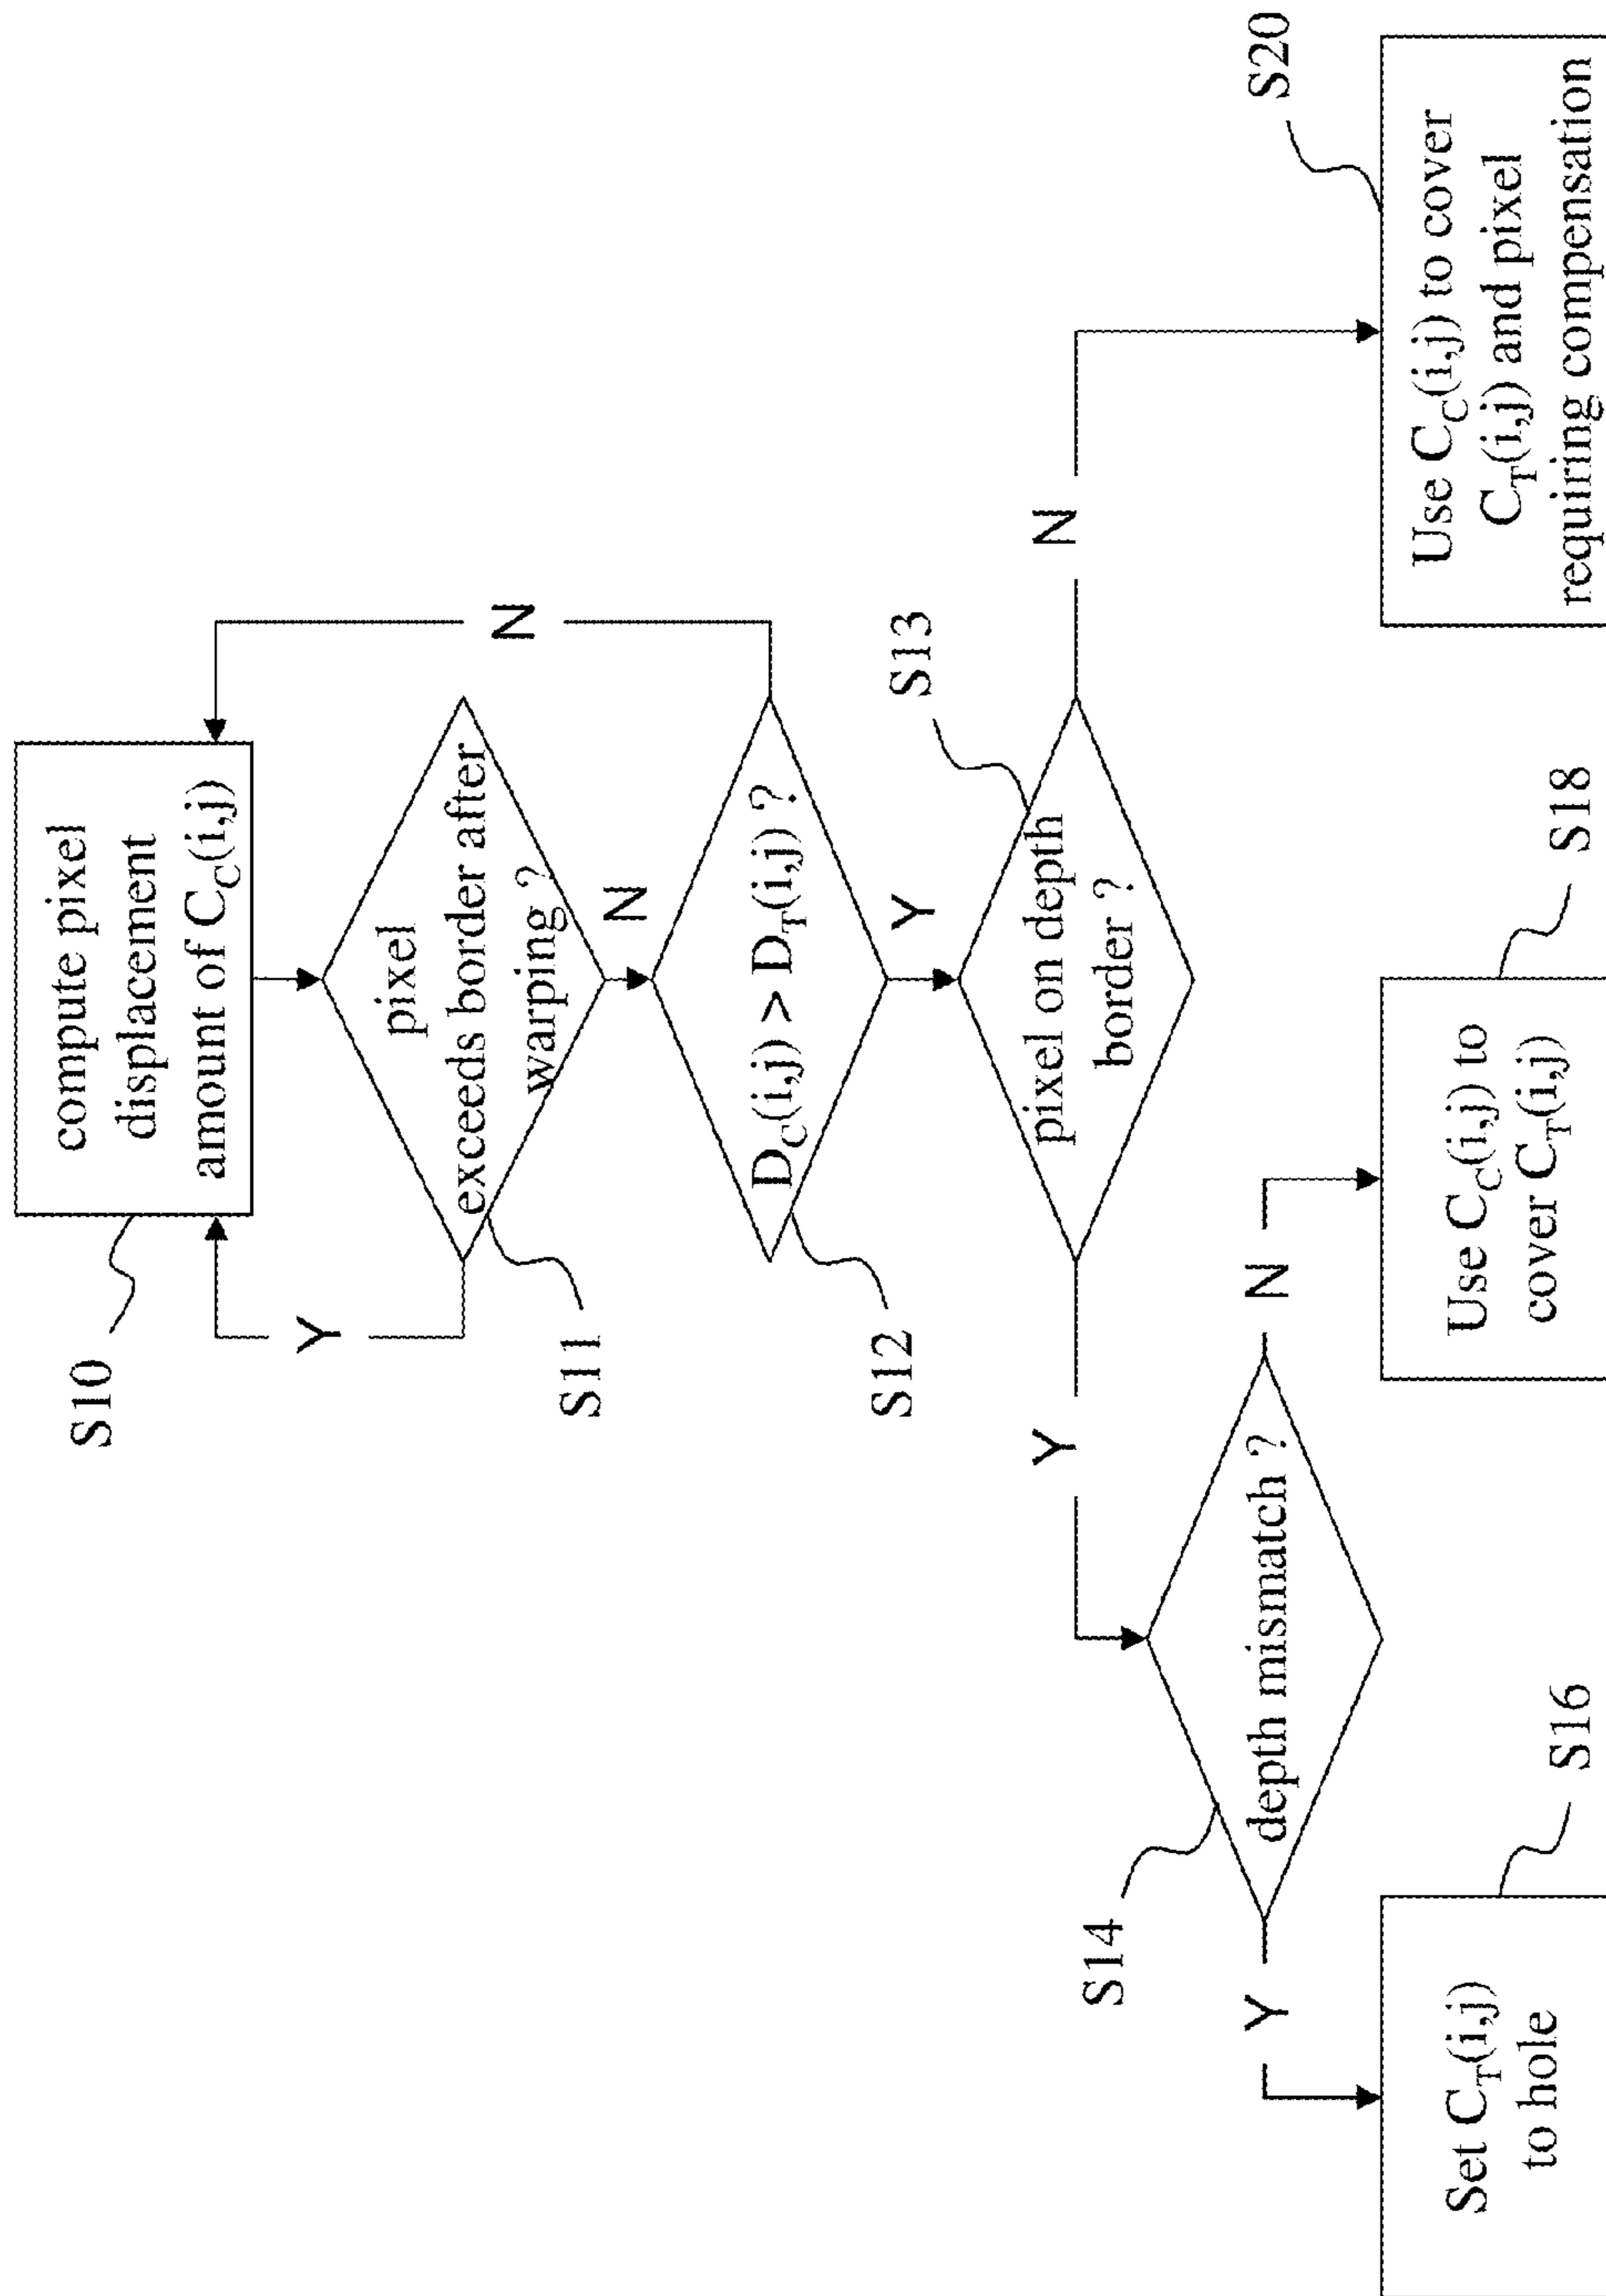 S10
compute pixel
displacement
amount of C_C(i,j)
Y
S11
pixel
exceeds border after
warping ?
N
N
S12
D_C(i,j) > D_T(i,j) ?
Y
S13
pixel on depth
border ?
Y
N
S14
depth mismatch ?
Y
N
S16
Set C_T(i,j)
to hole
S18
Use C_C(i,j) to
cover C_T(i,j)
S20
Use C_C(i,j) to cover
C_T(i,j) and pixel
requiring compensation